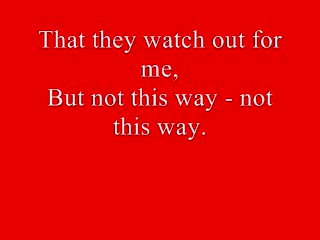 That they watch out for
me,
But not this way - not
this way.